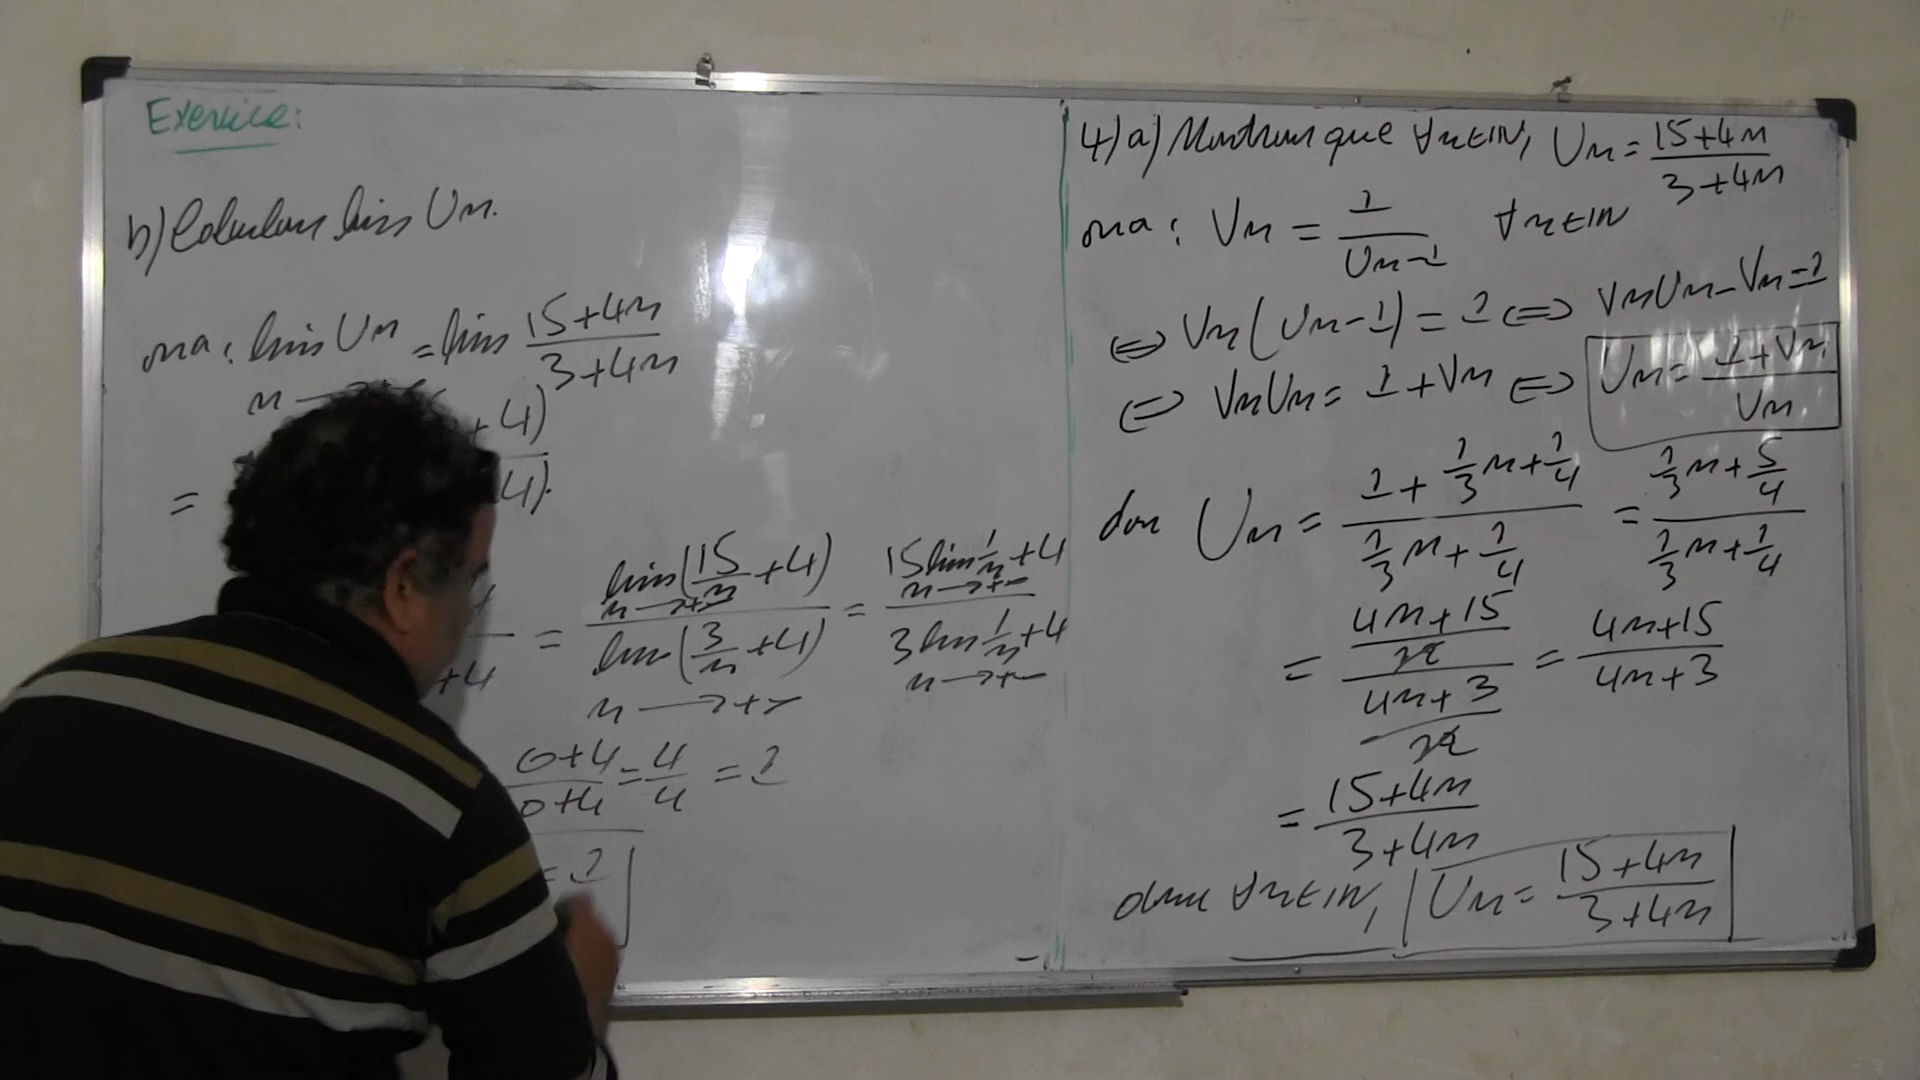 Exercice:
b) Calculons lim Un.
on a: lim Un = lim (15+4n)/(3+4n)
n →
+ 4)
= 4).
+4 = lim(15/n +4) / lim(3/n +4) = (15 lim 1/n +4) / (3 lim 1/n +4)
n → +∞ n → +∞
n → +∞ n → +∞
(0+4)/(0+4) = 4/4 = 1
= 1
4) a) Montrons que ∀n∈IN, Un = (15+4n)/(3+4n)
on a: Vn = 1/(Un-1) ∀n∈IN
⟺ Vn(Un-1) = 1 ⟺ VnUn - Vn = 1
⟺ VnUn = 1+Vn ⟺ Un = (1+Vn)/Vn
don Un = (1 + 1/3 n + 1/4)/(1/3 n + 1/4) = (1/3 n + 5/4)/(1/3 n + 1/4)
= ((4n+15)/12)/((4n+3)/12) = (4n+15)/(4n+3)
= (15+4n)/(3+4n)
donc ∀n∈IN, Un = (15+4n)/(3+4n)